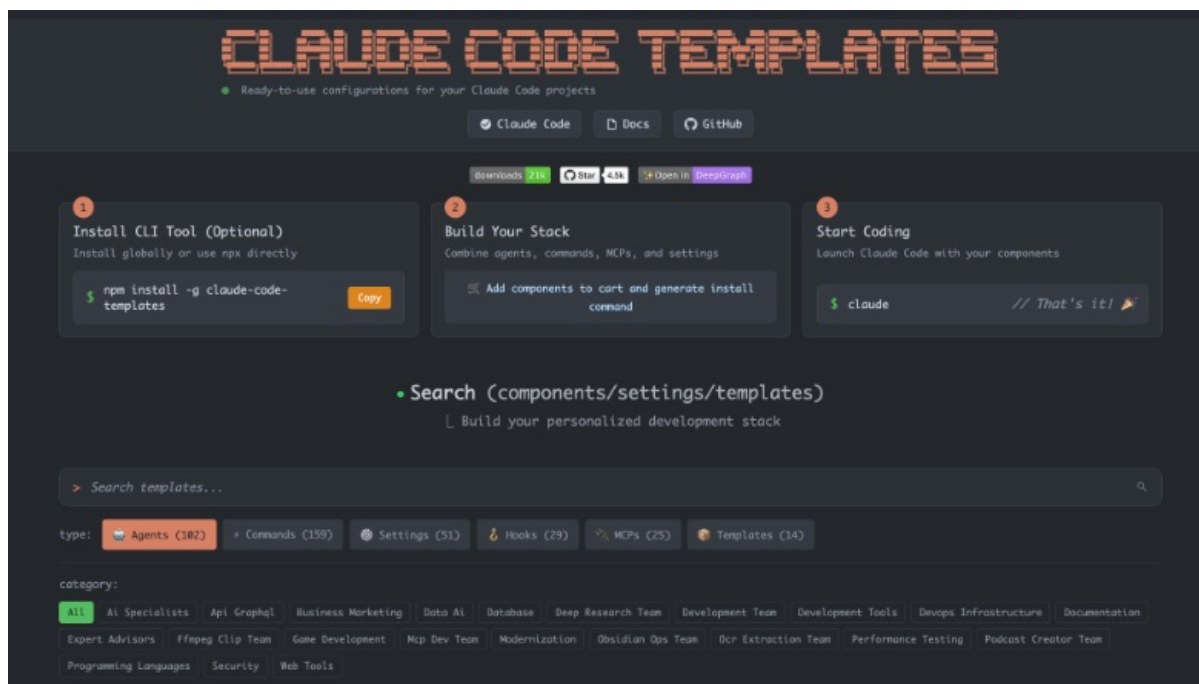 CLAUDE CODE TEMPLATES
Ready-to-use configurations for your Claude Code projects
Claude Code
Docs
GitHub
downloads 21k
Star 4.5k
Open in DeepGraph
1
Install CLI Tool (Optional)
Install globally or use npx directly
$ npm install -g claude-code-
templates
Copy
2
Build Your Stack
Combine agents, commands, MCPs, and settings
Add components to cart and generate install
command
3
Start Coding
Launch Claude Code with your components
$ claude // That's it!
Search (components/settings/templates)
Build your personalized development stack
> Search templates...
type: Agents (102) Commands (159) Settings (51) Hooks (29) MCPs (25) Templates (14)
category:
All Ai Specialists Api Graphql Business Marketing Data Ai Database Deep Research Team Development Team Development Tools Devops Infrastructure Documentation
Expert Advisors Ffmpeg Clip Team Game Development Mcp Dev Team Modernization Obsidian Ops Team Ocr Extraction Team Performance Testing Podcast Creator Team
Programming Languages Security Web Tools